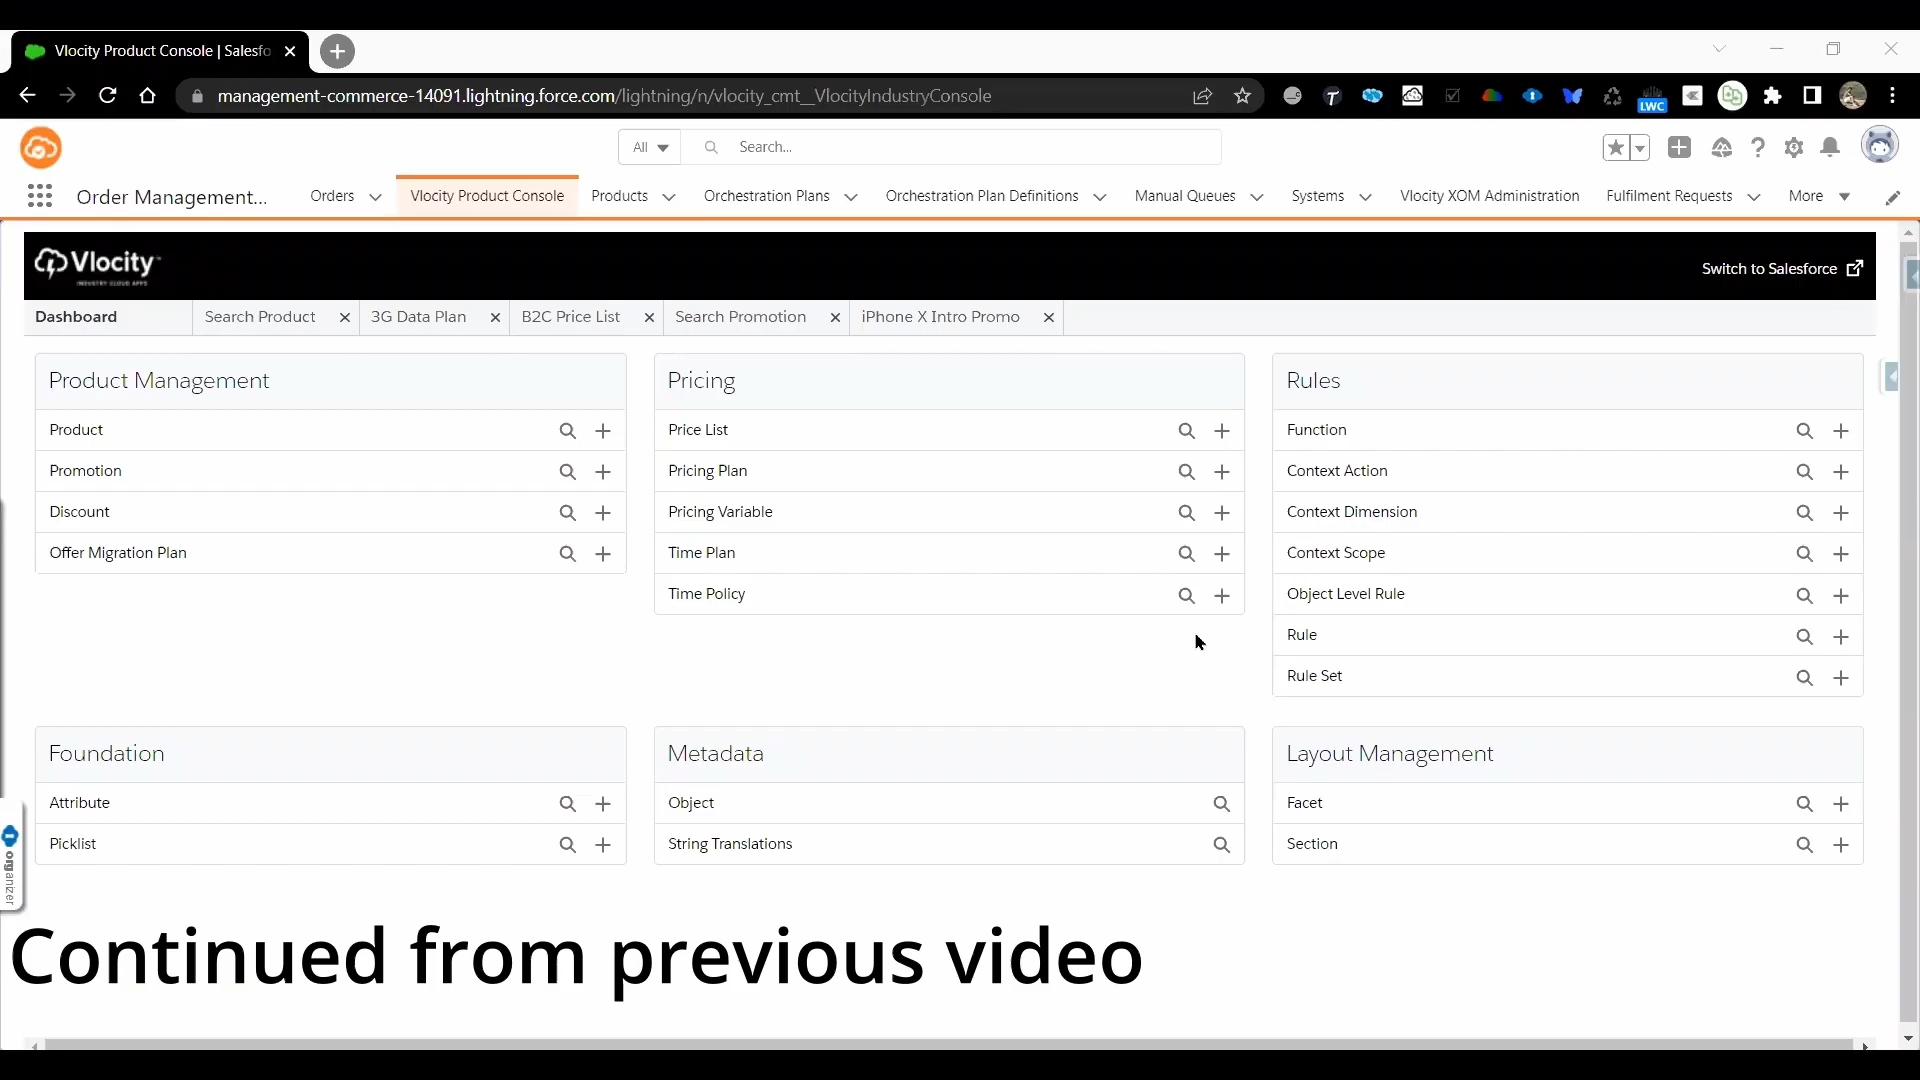 Vlocity Product Console | Salesfo
management-commerce-14091.lightning.force.com/lightning/n/vlocity_cmt__VlocityIndustryConsole
LWC
All
Search...
Order Management...
Orders
Vlocity Product Console
Products
Orchestration Plans
Orchestration Plan Definitions
Manual Queues
Systems
Vlocity XOM Administration
Fulfilment Requests
More
Vlocity
INDUSTRY CLOUD APPS
Switch to Salesforce
Dashboard
Search Product
3G Data Plan
B2C Price List
Search Promotion
iPhone X Intro Promo
Product Management
Product
Promotion
Discount
Offer Migration Plan
Pricing
Price List
Pricing Plan
Pricing Variable
Time Plan
Time Policy
Rules
Function
Context Action
Context Dimension
Context Scope
Object Level Rule
Rule
Rule Set
Foundation
Attribute
Picklist
Metadata
Object
String Translations
Layout Management
Facet
Section
organizer
Continued from previous video